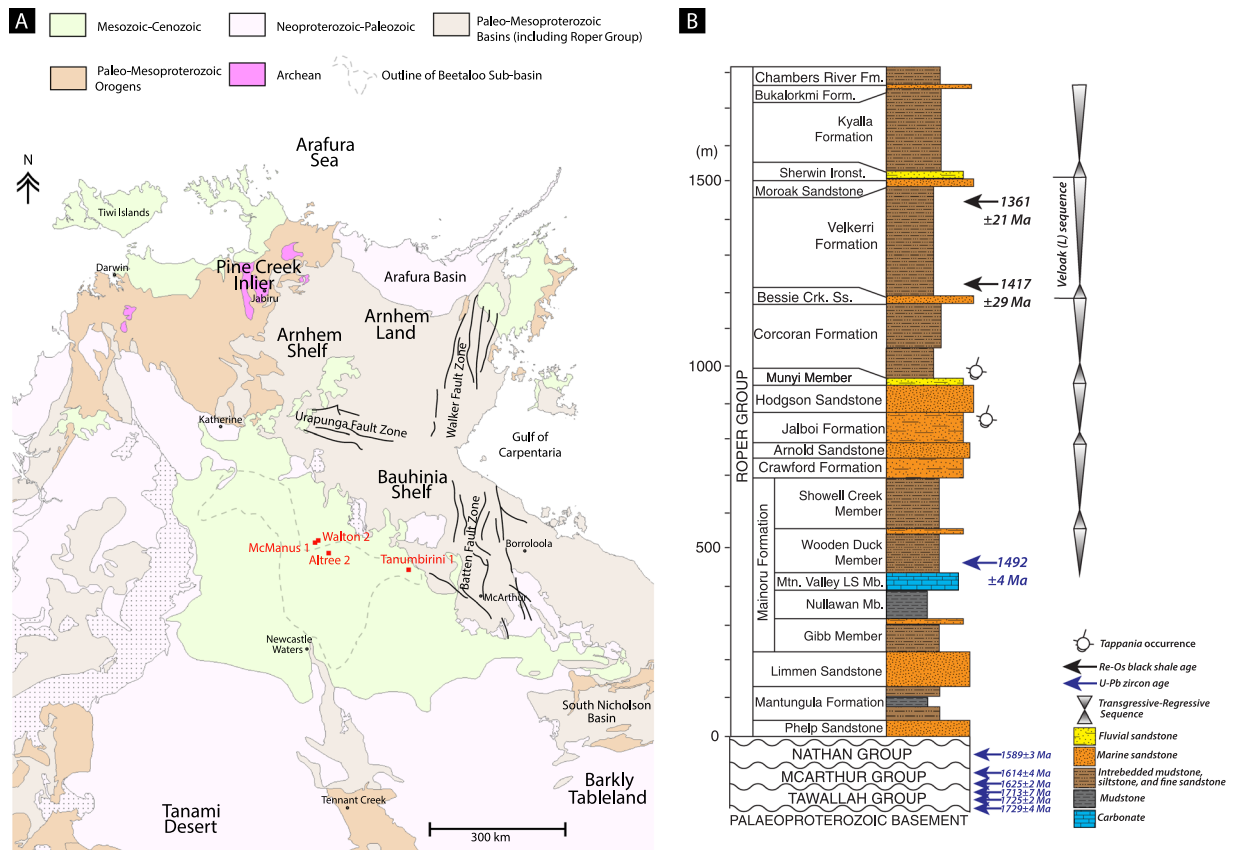 A
Mesozoic-Cenozoic
Neoproterozoic-Paleozoic
Paleo-Mesoproterozoic
Basins (including Roper Group)
Paleo-Mesoproterozoic
Orogens
Archean
Outline of Beetaloo Sub-basin
N
Arafura
Sea
Tiwi Islands
Darwin
Pine Creek
Inlier
Jabiru
Arafura Basin
Arnhem
Land
Arnhem
Shelf
Walker Fault Zone
Katherine
Urapunga Fault Zone
Gulf of
Carpentaria
Bauhinia
Shelf
McManus 1
Walton 2
Altree 2
Tanumbirini 1
Batten Fault Zone
Borroloola
McArthur
Newcastle
Waters
South Nicholson
Basin
Barkly
Tableland
Tennant Creek
Tanami
Desert
300 km
B
(m)
1500
1000
500
0
ROPER GROUP
Chambers River Fm.
Bukalorkmi Form.
Kyalla
Formation
Sherwin Ironst.
Moroak Sandstone
Velkerri
Formation
Bessie Crk. Ss.
Corcoran Formation
Munyi Member
Hodgson Sandstone
Jalboi Formation
Arnold Sandstone
Crawford Formation
Mainoru Formation
Showell Creek
Member
Wooden Duck
Member
Mtn. Valley LS Mb.
Nullawan Mb.
Gibb Member
Limmen Sandstone
Mantungula Formation
Phelp Sandstone
NATHAN GROUP
MCARTHUR GROUP
TAWALLAH GROUP
PALAEOPROTEROZOIC BASEMENT
1361
±21 Ma
1417
±29 Ma
1492
±4 Ma
1589±3 Ma
1614±4 Ma
1625±2 Ma
1713±7 Ma
1725±2 Ma
1729±4 Ma
Veloak (L) sequence
Tappania occurrence
Re-Os black shale age
U-Pb zircon age
Transgressive-Regressive
Sequence
Fluvial sandstone
Marine sandstone
Intrebedded mudstone,
siltstone, and fine sandstone
Mudstone
Carbonate